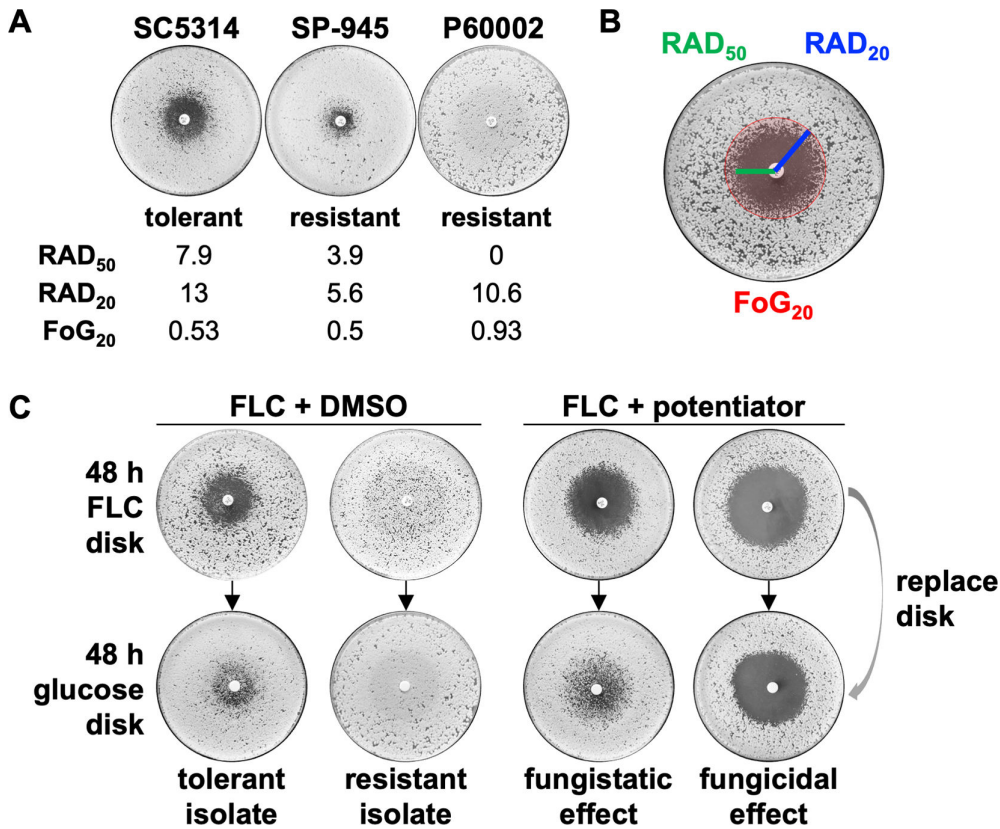 A
SC5314 SP-945 P60002
tolerant resistant resistant
RAD50 7.9 3.9 0
RAD20 13 5.6 10.6
FoG20 0.53 0.5 0.93
B
RAD50 RAD20
FoG20
C
FLC + DMSO FLC + potentiator
48 h
FLC
disk
replace
disk
48 h
glucose
disk
tolerant
isolate
resistant
isolate
fungistatic
effect
fungicidal
effect